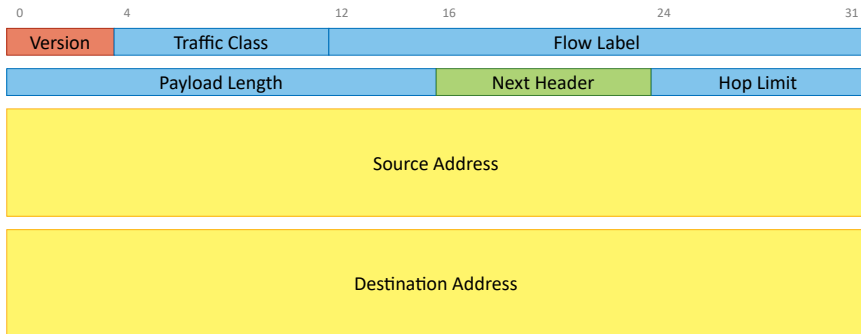 0 4 12 16 24 31
Version Traffic Class Flow Label
Payload Length Next Header Hop Limit
Source Address
Destination Address